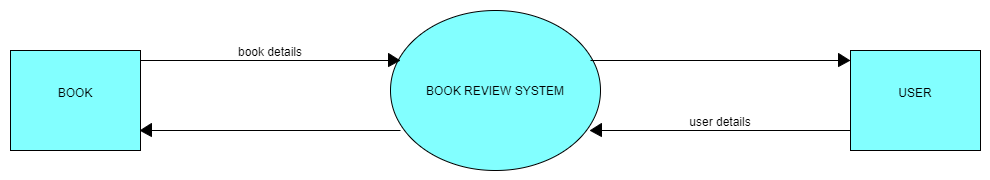 book details
BOOK
BOOK REVIEW SYSTEM
USER
user details